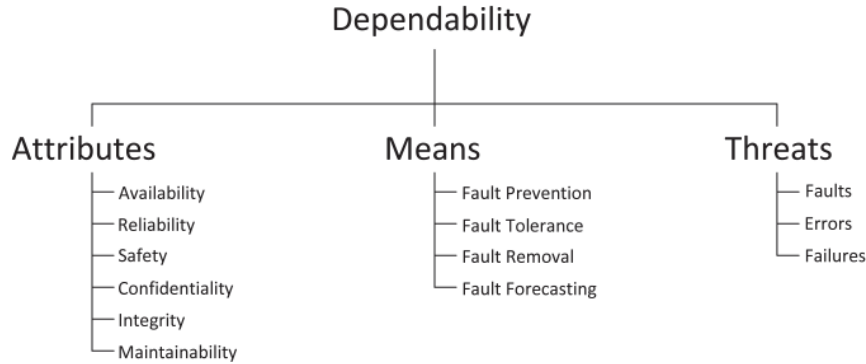 Dependability
Attributes
Availability
Reliability
Safety
Confidentiality
Integrity
Maintainability
Means
Fault Prevention
Fault Tolerance
Fault Removal
Fault Forecasting
Threats
Faults
Errors
Failures